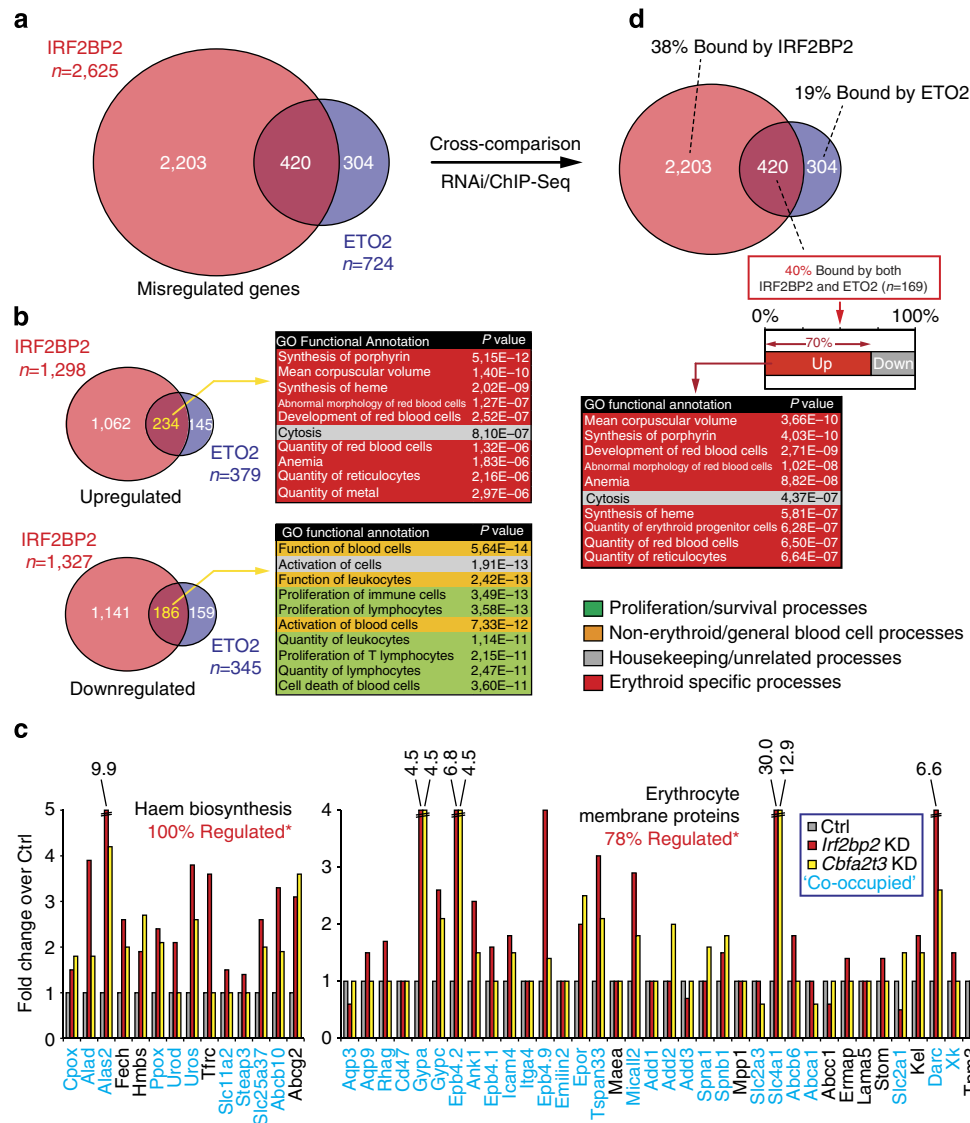 a
IRF2BP2
n=2,625
2,203
420
304
ETO2
n=724
Misregulated genes
Cross-comparison
RNAi/ChIP-Seq
d
38% Bound by IRF2BP2
19% Bound by ETO2
2,203
420
304
40% Bound by both
IRF2BP2 and ETO2 (n=169)
0%
100%
70%
Up
Down
GO functional annotation P value
Mean corpuscular volume 3,66E–10
Synthesis of porphyrin 4,03E–10
Development of red blood cells 2,71E–09
Abnormal morphology of red blood cells 1,02E–08
Anemia 8,82E–08
Cytosis 4,37E–07
Synthesis of heme 5,81E–07
Quantity of erythroid progenitor cells 6,28E–07
Quantity of red blood cells 6,50E–07
Quantity of reticulocytes 6,64E–07
Proliferation/survival processes
Non-erythroid/general blood cell processes
Housekeeping/unrelated processes
Erythroid specific processes
b
IRF2BP2
n=1,298
1,062
234
145
ETO2
n=379
Upregulated
GO Functional Annotation P value
Synthesis of porphyrin 5,15E–12
Mean corpuscular volume 1,40E–10
Synthesis of heme 2,02E–09
Abnormal morphology of red blood cells 1,27E–07
Development of red blood cells 2,52E–07
Cytosis 8,10E–07
Quantity of red blood cells 1,32E–06
Anemia 1,83E–06
Quantity of reticulocytes 2,16E–06
Quantity of metal 2,97E–06
IRF2BP2
n=1,327
1,141
186
159
ETO2
n=345
Downregulated
GO functional annotation P value
Function of blood cells 5,64E–14
Activation of cells 1,91E–13
Function of leukocytes 2,42E–13
Proliferation of immune cells 3,49E–13
Proliferation of lymphocytes 3,58E–13
Activation of blood cells 7,33E–12
Quantity of leukocytes 1,14E–11
Proliferation of T lymphocytes 2,15E–11
Quantity of lymphocytes 2,47E–11
Cell death of blood cells 3,60E–11
c
Fold change over Ctrl
5
4
3
2
1
0
9.9
Haem biosynthesis
100% Regulated*
Cpox
Alad
Alas2
Fech
Hmbs
Ppox
Urod
Uros
Tfrc
Slc11a2
Steap3
Slc25a37
Abcb10
Abcg2
4
3
2
1
0
4.5
4.5
6.8
4.5
30.0
12.9
6.6
Erythrocyte
membrane proteins
78% Regulated*
Ctrl
Irf2bp2 KD
Cbfa2t3 KD
'Co-occupied'
Aqp3
Aqp9
Rhag
Cd47
Gypa
Gypc
Epb4.2
Ank1
Epb4.1
Icam4
Itga4
Epb4.9
Emilin2
Epor
Tspan33
Maea
Micall2
Add1
Add2
Add3
Spna1
Spnb1
Mpp1
Slc2a3
Slc4a1
Abcb6
Abca1
Abcc1
Ermap
Lama5
Stom
Slc2a1
Kel
Darc
Xk